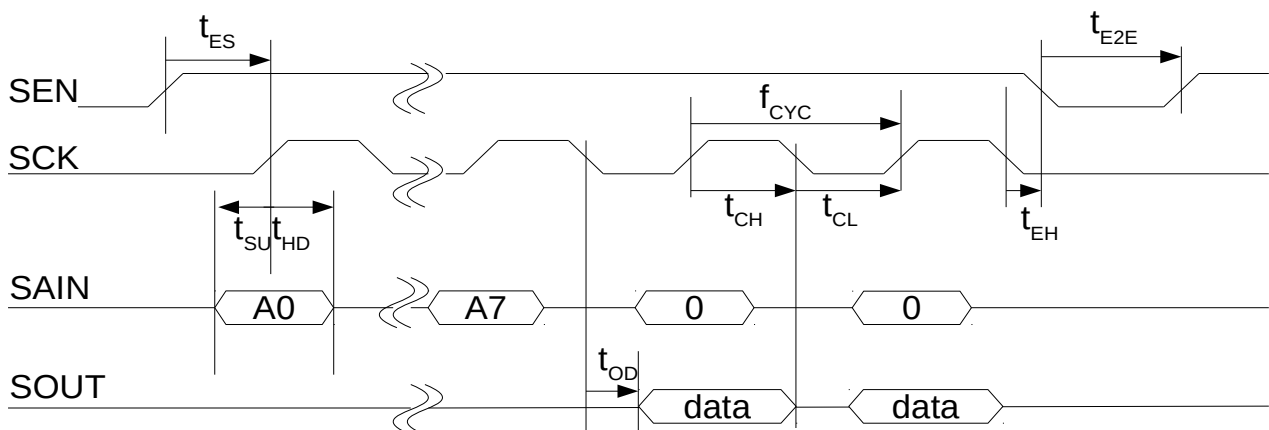 tES
tE2E
SEN
fCYC
SCK
tCH
tCL
tSU tHD
tEH
SAIN
A0
A7
0
0
tOD
SOUT
data
data